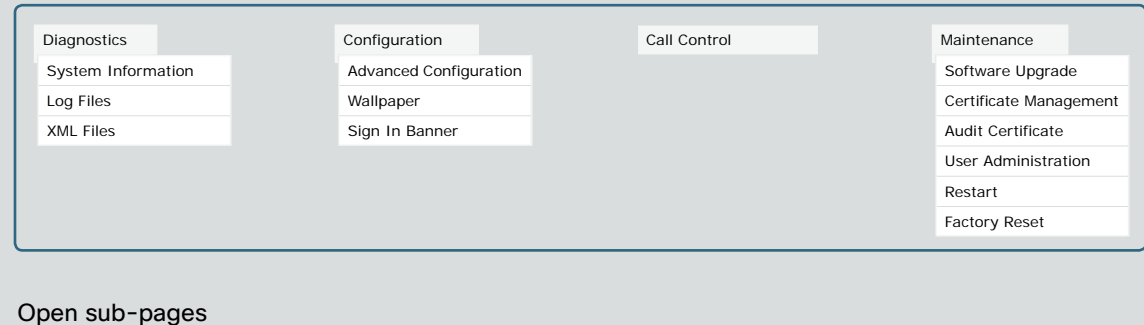 Diagnostics
System Information
Log Files
XML Files
Configuration
Advanced Configuration
Wallpaper
Sign In Banner
Call Control
Maintenance
Software Upgrade
Certificate Management
Audit Certificate
User Administration
Restart
Factory Reset
Open sub-pages